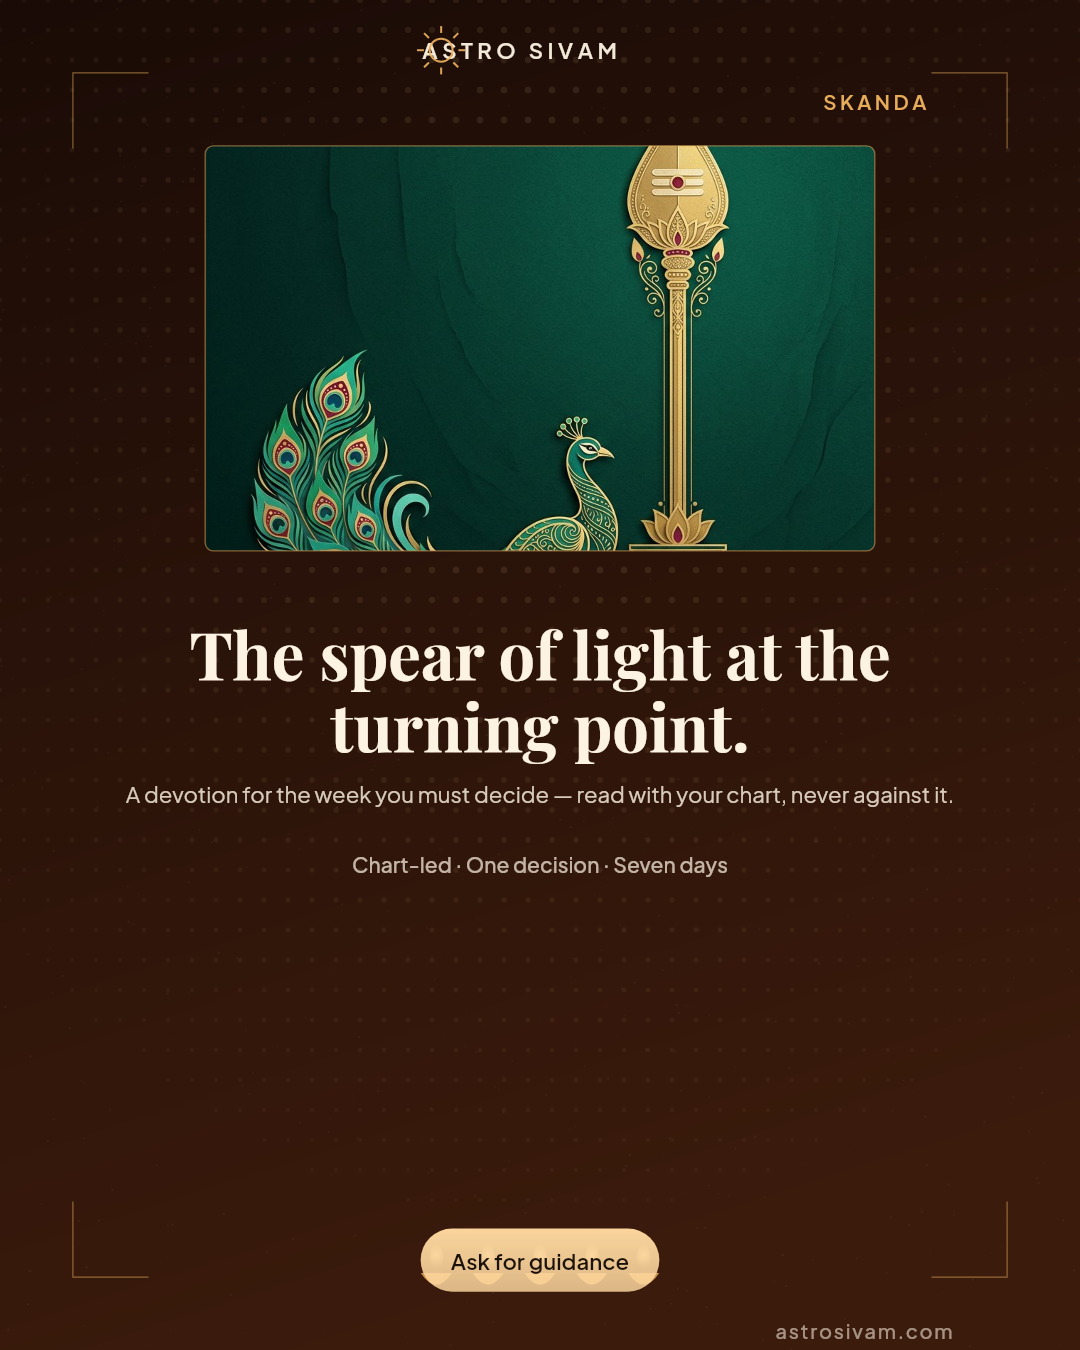 ASTRO SIVAM
SKANDA
The spear of light at the
turning point.
A devotion for the week you must decide — read with your chart, never against it.
Chart-led · One decision · Seven days
Ask for guidance
astrosivam.com